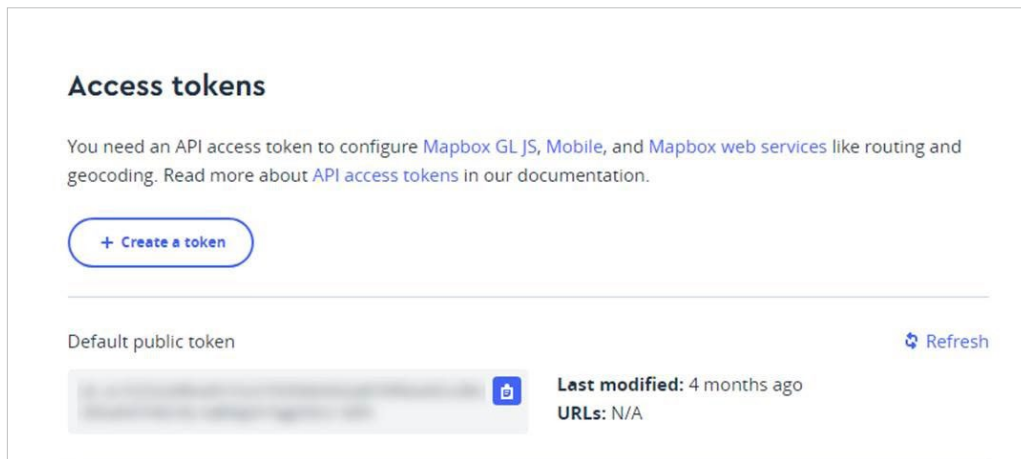 Access tokens
You need an API access token to configure Mapbox GL JS, Mobile, and Mapbox web services like routing and
geocoding. Read more about API access tokens in our documentation.
+ Create a token
Default public token
Refresh
Last modified: 4 months ago
URLs: N/A